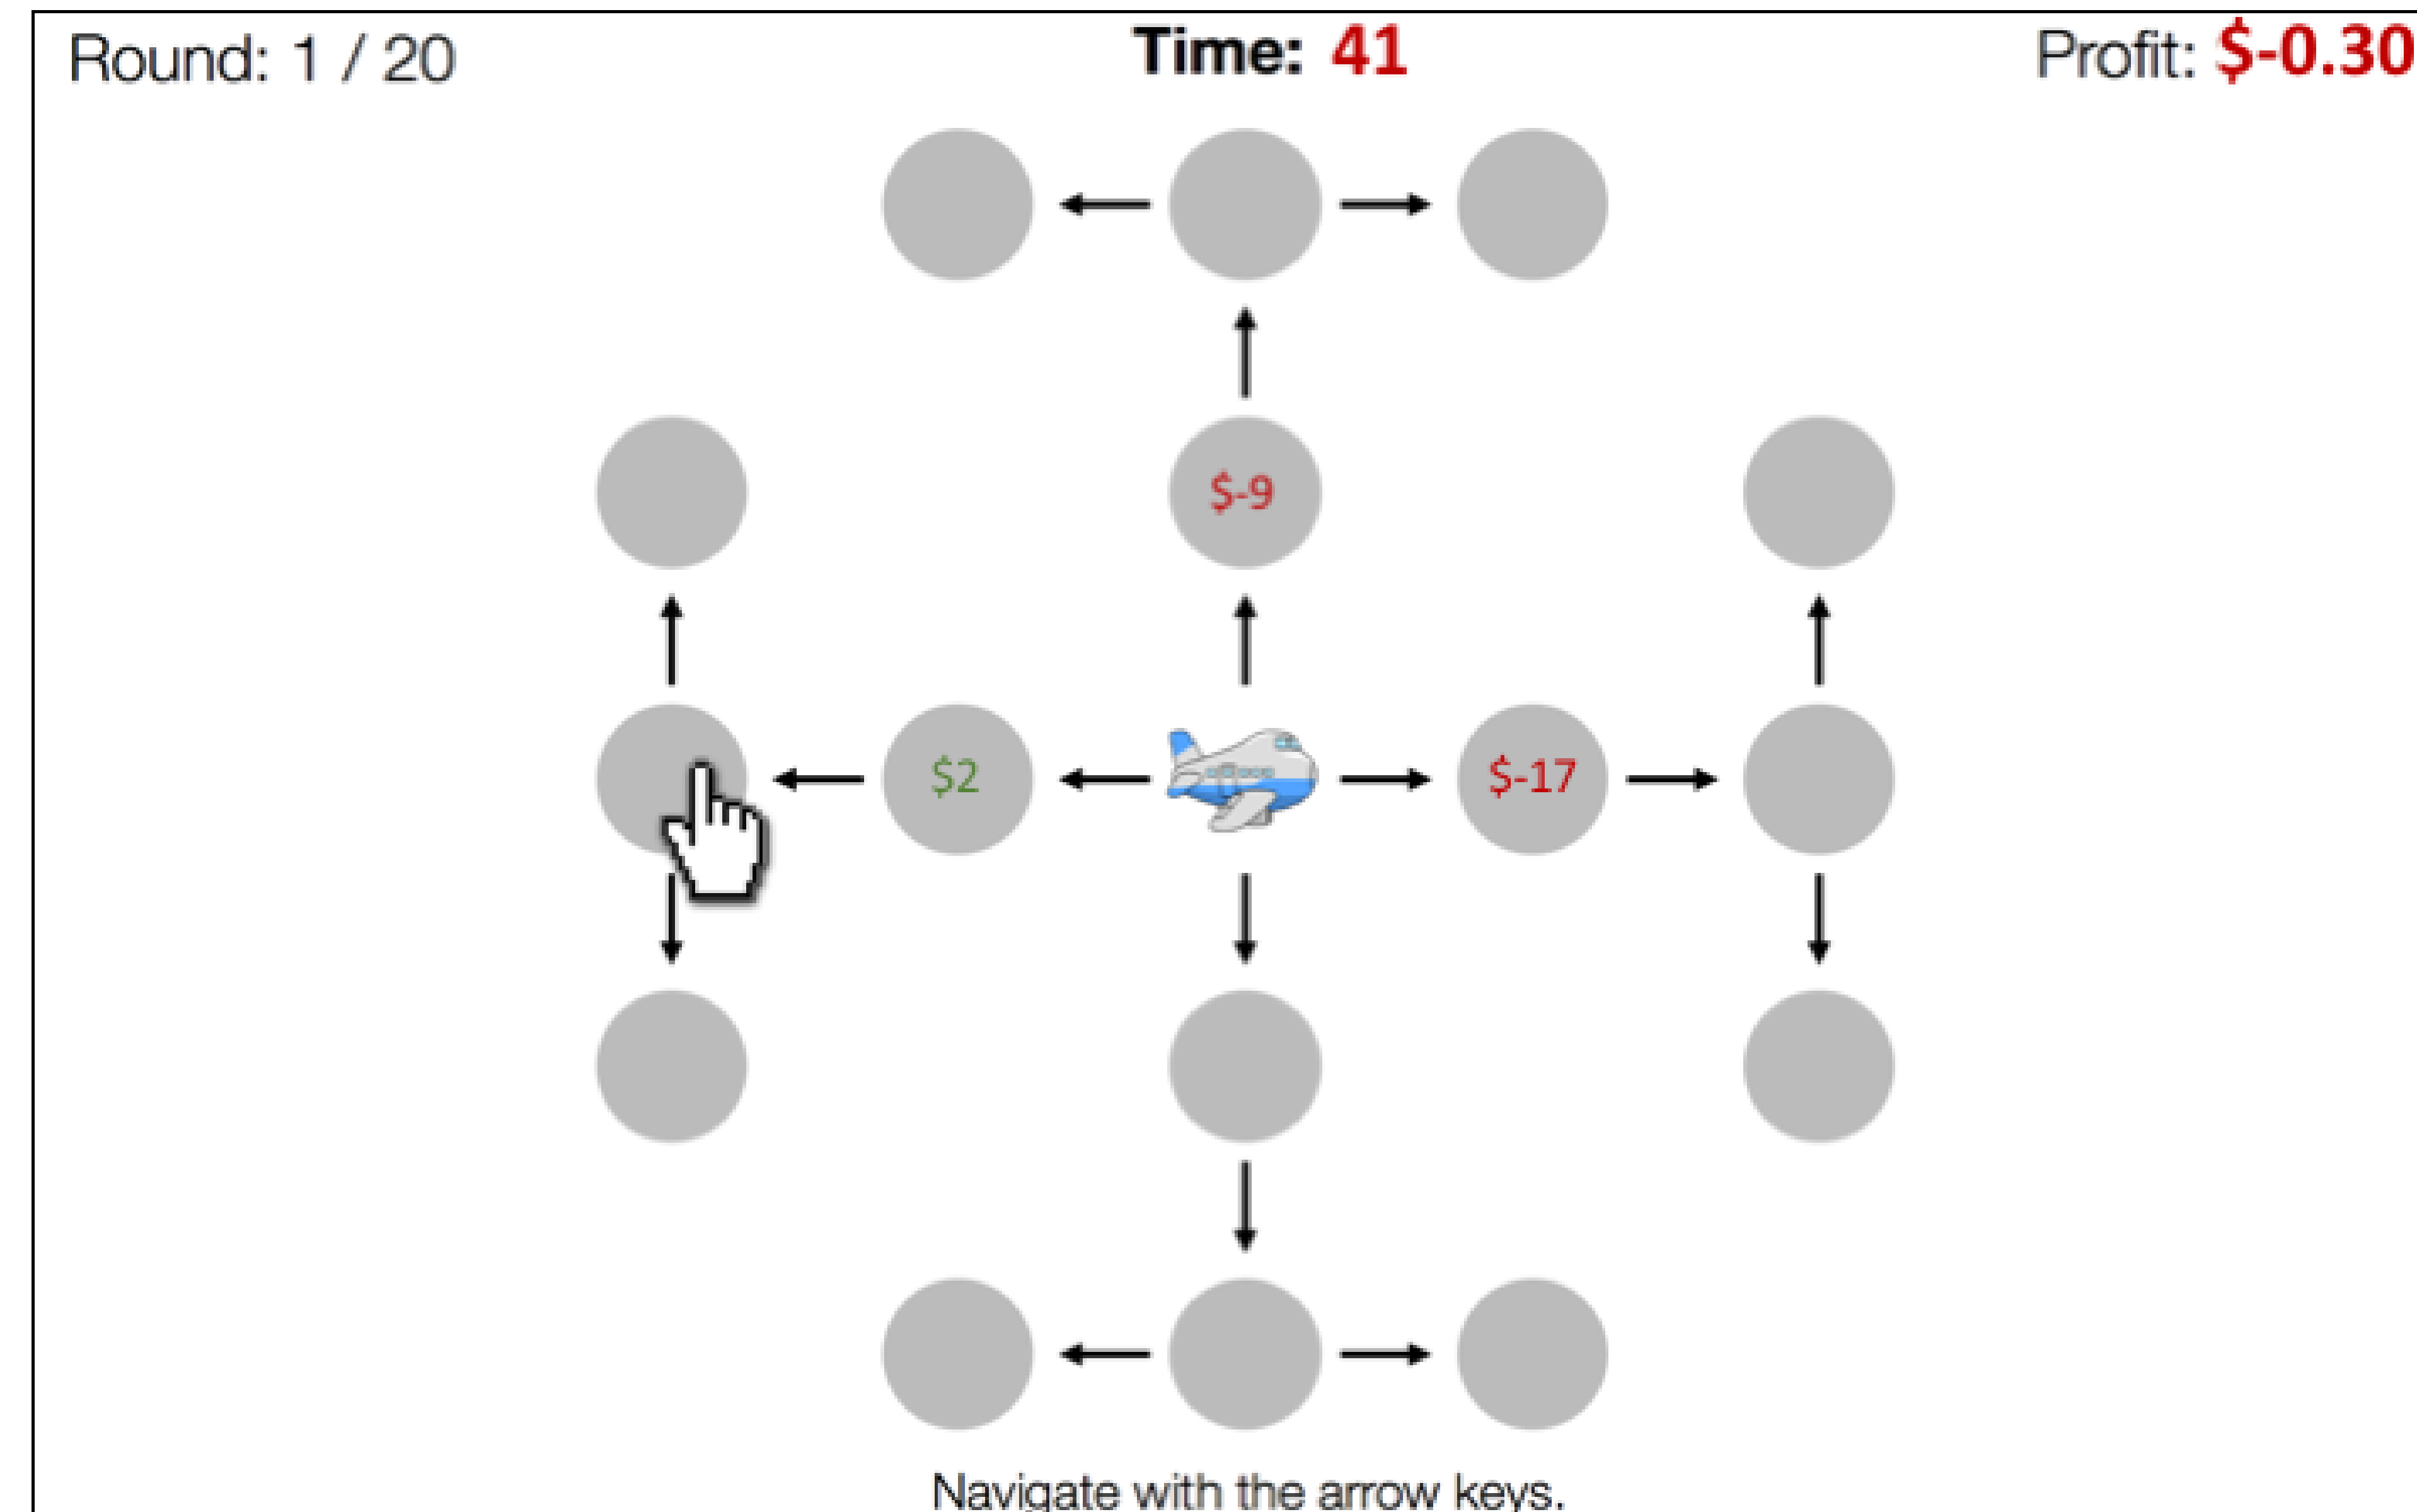 Round: 1 / 20 Time: 41 Profit: $-0.30
$-9
$2 $-17
Navigate with the arrow keys.